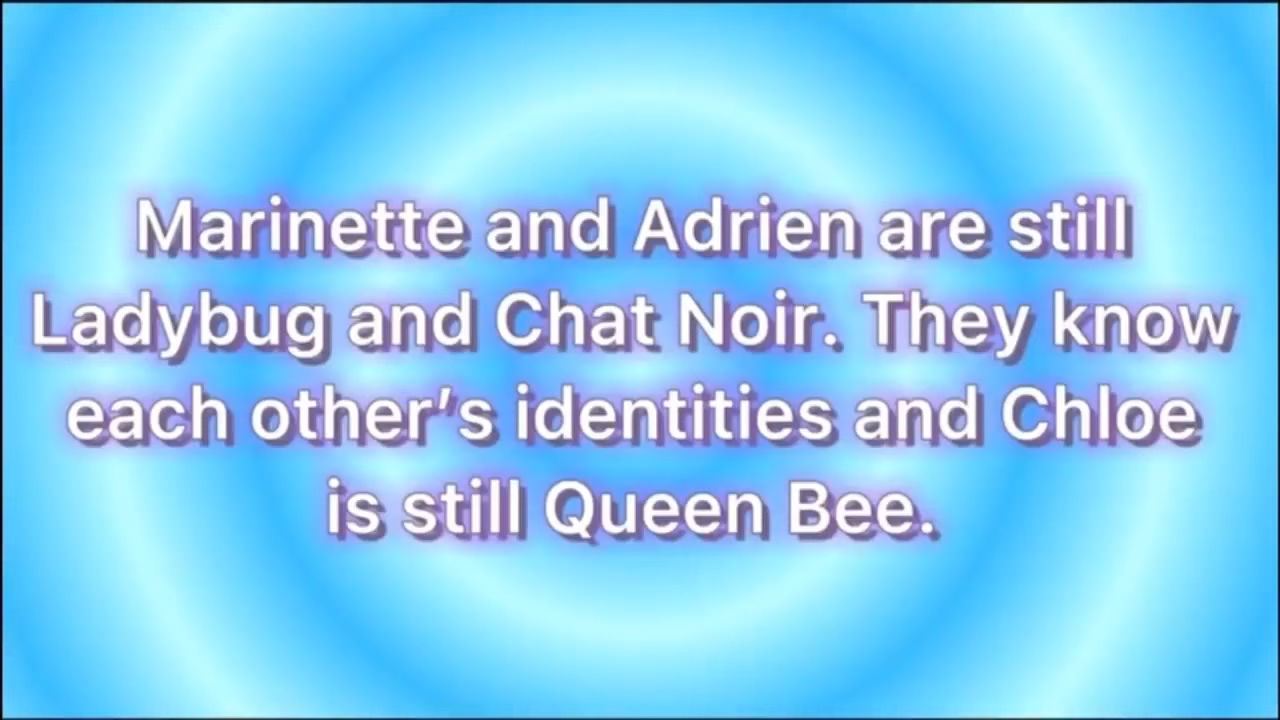 Marinette and Adrien are still
Ladybug and Chat Noir. They know
each other’s identities and Chloe
is still Queen Bee.